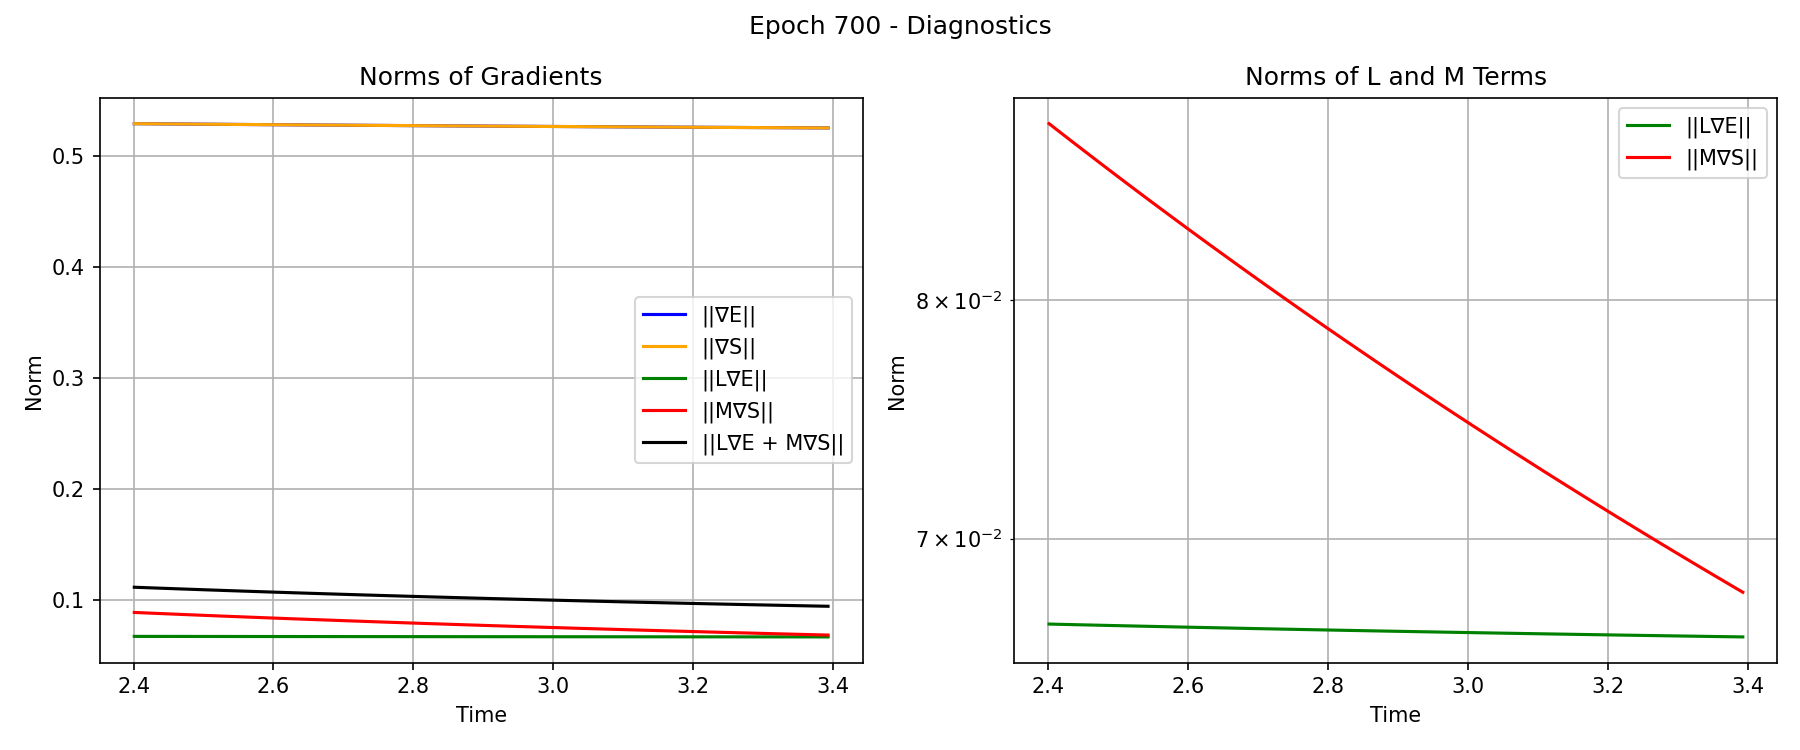 Epoch 700 - Diagnostics
Norms of Gradients
Norm
0.5
0.4
0.3
0.2
0.1
||∇E||
||∇S||
||L∇E||
||M∇S||
||L∇E + M∇S||
2.4 2.6 2.8 3.0 3.2 3.4
Time
Norms of L and M Terms
Norm
8 × 10⁻²
7 × 10⁻²
||L∇E||
||M∇S||
2.4 2.6 2.8 3.0 3.2 3.4
Time